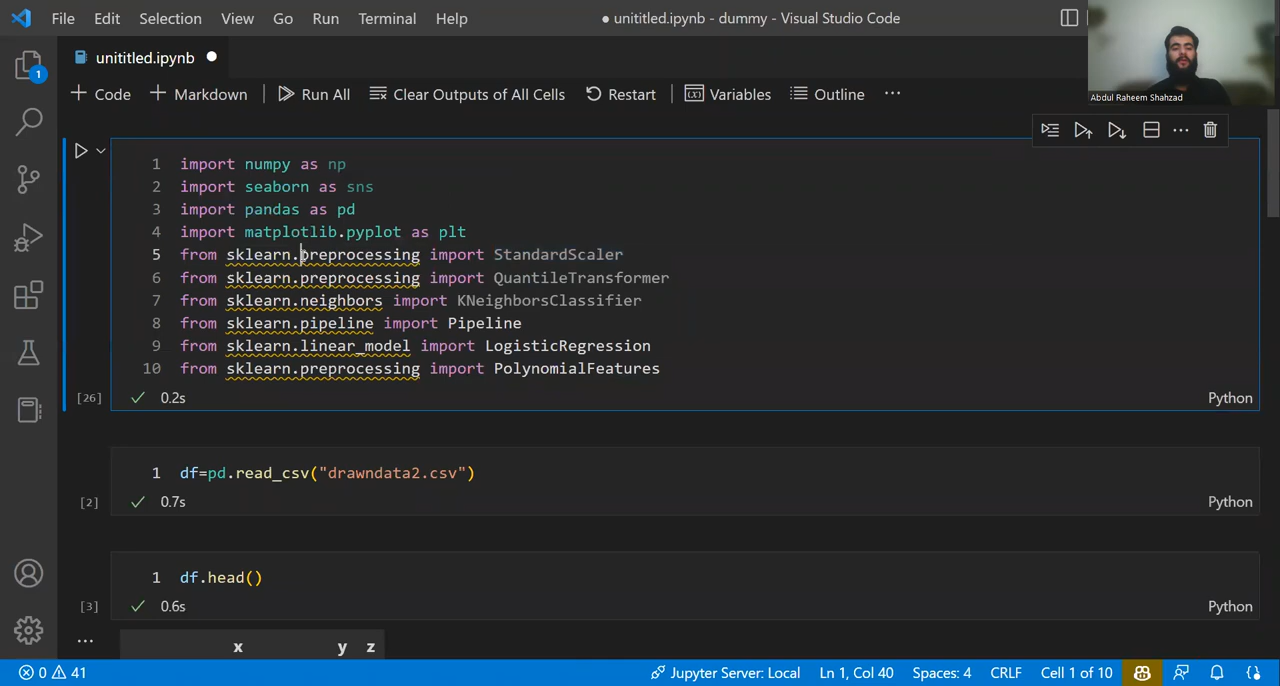 File Edit Selection View Go Run Terminal Help
● unititled.ipynb - dummy - Visual Studio Code
unititled.ipynb
Code Markdown Run All Clear Outputs of All Cells Restart Variables Outline ...
Abdul Raheem Shahzad
1
1 import numpy as np
2 import seaborn as sns
3 import pandas as pd
4 import matplotlib.pyplot as plt
5 from sklearn.preprocessing import StandardScaler
6 from sklearn.preprocessing import QuantileTransformer
7 from sklearn.neighbors import KNeighborsClassifier
8 from sklearn.pipeline import Pipeline
9 from sklearn.linear_model import LogisticRegression
10 from sklearn.preprocessing import PolynomialFeatures
[26] 0.2s Python
1 df=pd.read_csv("drawndata2.csv")
[2] 0.7s Python
1 df.head()
[3] 0.6s Python
... x y z
0 41 Jupyter Server: Local Ln 1, Col 40 Spaces: 4 CRLF Cell 1 of 10